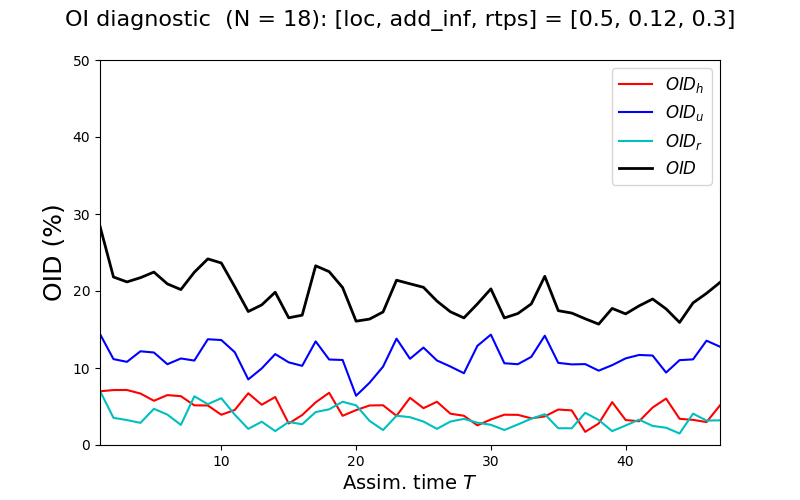 OI diagnostic  (N = 18): [loc, add_inf, rtps] = [0.5, 0.12, 0.3]
50
40
30
20
10
0
OID (%)
OID_h
OID_u
OID_r
OID
10
20
30
40
Assim. time T